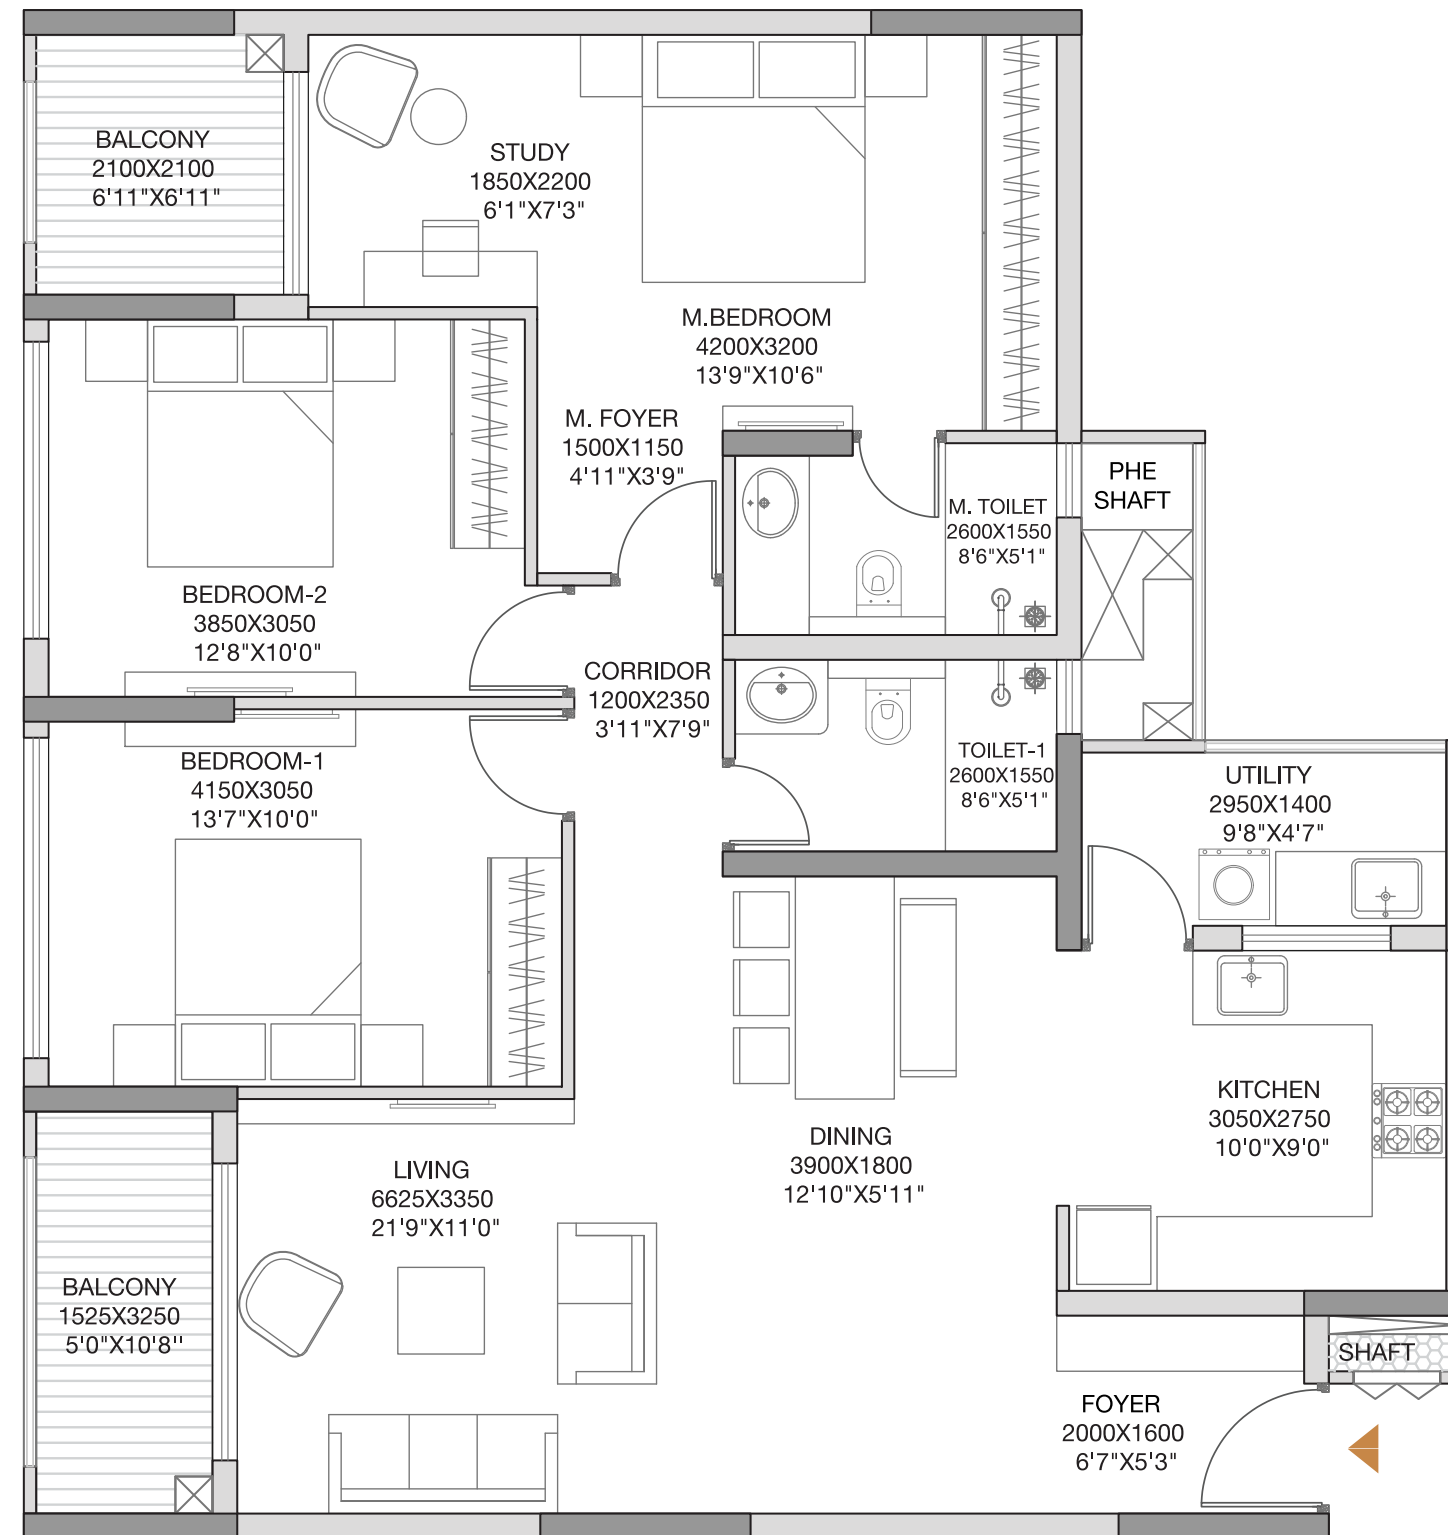 BALCONY
2100X2100
6'11"X6'11"
STUDY
1850X2200
6'1"X7'3"
M.BEDROOM
4200X3200
13'9"X10'6"
M. FOYER
1500X1150
4'11"X3'9"
PHE
SHAFT
M. TOILET
2600X1550
8'6"X5'1"
BEDROOM-2
3850X3050
12'8"X10'0"
CORRIDOR
1200X2350
3'11"X7'9"
BEDROOM-1
4150X3050
13'7"X10'0"
TOILET-1
2600X1550
8'6"X5'1"
UTILITY
2950X1400
9'8"X4'7"
KITCHEN
3050X2750
10'0"X9'0"
DINING
3900X1800
12'10"X5'11"
LIVING
6625X3350
21'9"X11'0"
BALCONY
1525X3250
5'0"X10'8''
SHAFT
FOYER
2000X1600
6'7"X5'3"